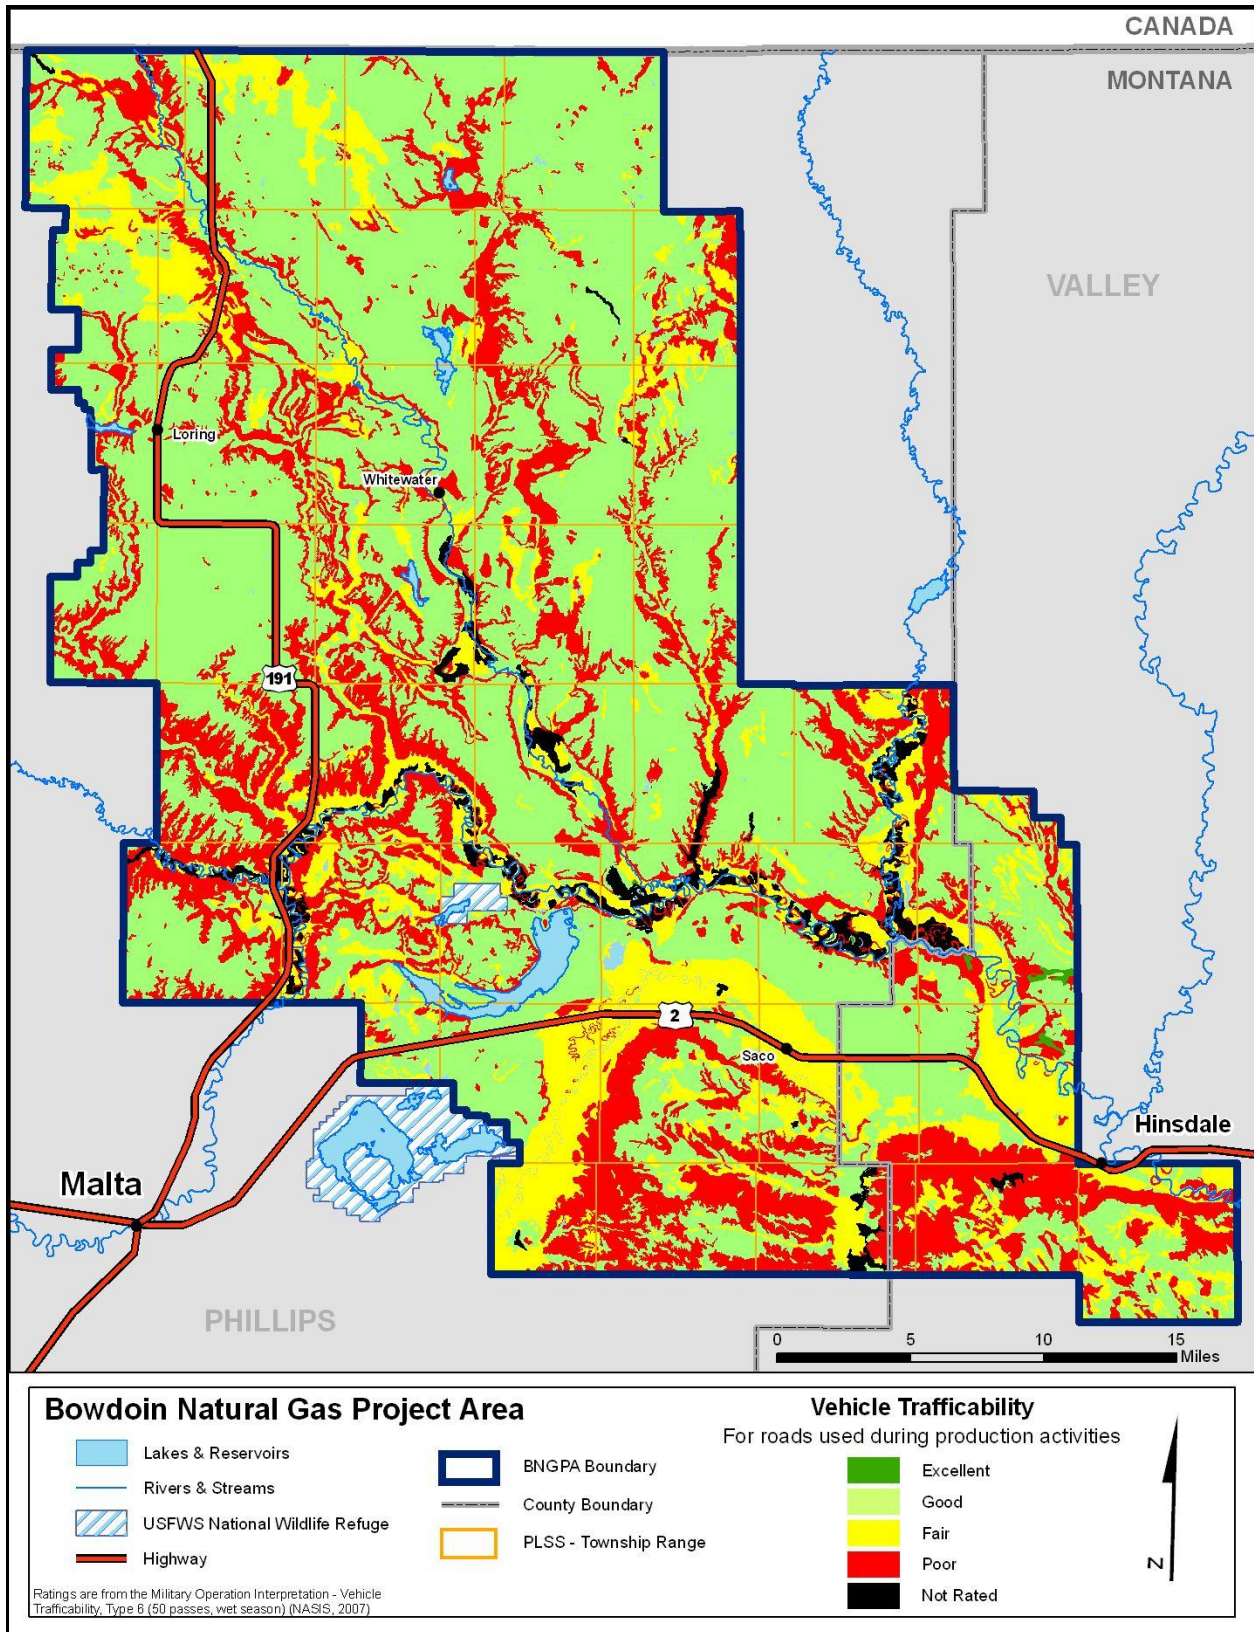 CANADA
MONTANA
VALLEY
Loring
Whitewater
191
2
Saco
Hinsdale
Malta
PHILLIPS
0 5 10 15
Miles
Bowdoin Natural Gas Project Area
Lakes & Reservoirs
Rivers & Streams
USFWS National Wildlife Refuge
Highway
BNGPA Boundary
County Boundary
PLSS - Township Range
Vehicle Trafficability
For roads used during production activities
Excellent
Good
Fair
Poor
Not Rated
N
Ratings are from the Military Operation Interpretation - Vehicle
Trafficability, Type 6 (50 passes, wet season) (NASIS, 2007)